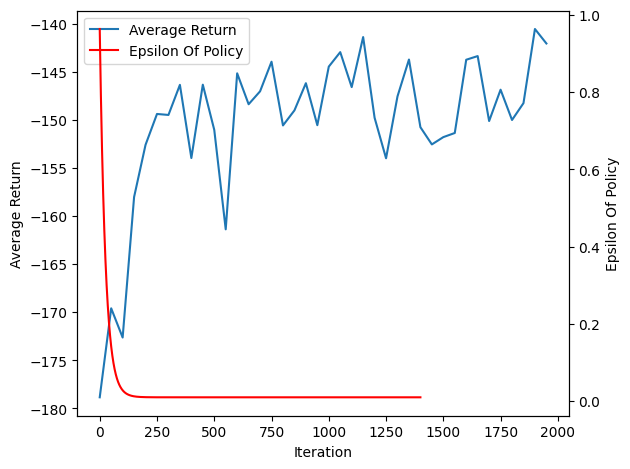 Average Return
Epsilon Of Policy
−140
−145
−150
−155
−160
−165
−170
−175
−180
Average Return
1.0
0.8
0.6
0.4
0.2
0.0
Epsilon Of Policy
0 250 500 750 1000 1250 1500 1750 2000
Iteration